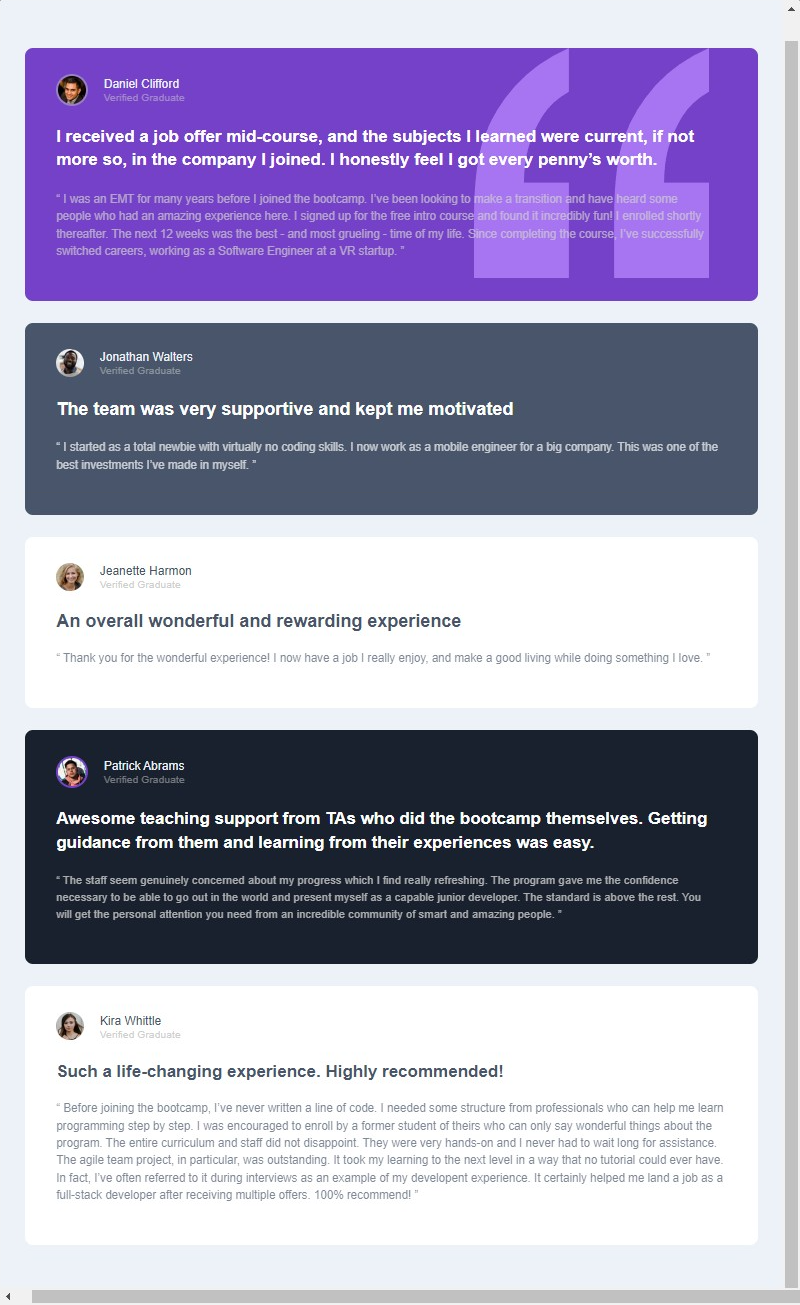 Daniel Clifford
Verified Graduate
I received a job offer mid-course, and the subjects I learned were current, if not
more so, in the company I joined. I honestly feel I got every penny’s worth.
“ I was an EMT for many years before I joined the bootcamp. I’ve been looking to make a transition and have heard some
people who had an amazing experience here. I signed up for the free intro course and found it incredibly fun! I enrolled shortly
thereafter. The next 12 weeks was the best - and most grueling - time of my life. Since completing the course, I’ve successfully
switched careers, working as a Software Engineer at a VR startup. ”
Jonathan Walters
Verified Graduate
The team was very supportive and kept me motivated
“ I started as a total newbie with virtually no coding skills. I now work as a mobile engineer for a big company. This was one of the
best investments I’ve made in myself. ”
Jeanette Harmon
Verified Graduate
An overall wonderful and rewarding experience
“ Thank you for the wonderful experience! I now have a job I really enjoy, and make a good living while doing something I love. ”
Patrick Abrams
Verified Graduate
Awesome teaching support from TAs who did the bootcamp themselves. Getting
guidance from them and learning from their experiences was easy.
“ The staff seem genuinely concerned about my progress which I find really refreshing. The program gave me the confidence
necessary to be able to go out in the world and present myself as a capable junior developer. The standard is above the rest. You
will get the personal attention you need from an incredible community of smart and amazing people. ”
Kira Whittle
Verified Graduate
Such a life-changing experience. Highly recommended!
“ Before joining the bootcamp, I’ve never written a line of code. I needed some structure from professionals who can help me learn
programming step by step. I was encouraged to enroll by a former student of theirs who can only say wonderful things about the
program. The entire curriculum and staff did not disappoint. They were very hands-on and I never had to wait long for assistance.
The agile team project, in particular, was outstanding. It took my learning to the next level in a way that no tutorial could ever have.
In fact, I’ve often referred to it during interviews as an example of my developent experience. It certainly helped me land a job as a
full-stack developer after receiving multiple offers. 100% recommend! ”